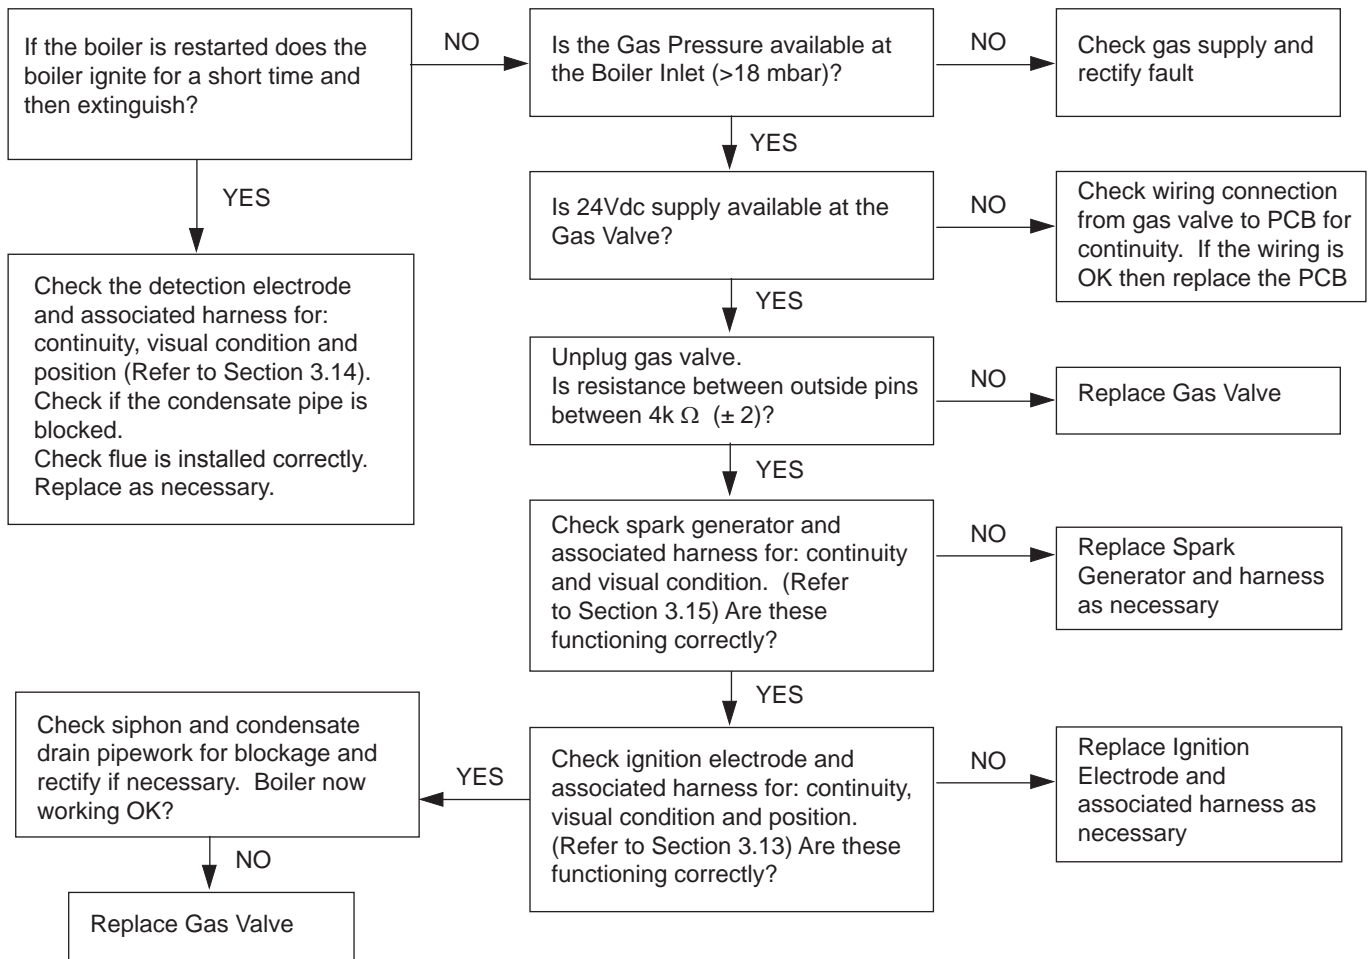 If the boiler is restarted does the
boiler ignite for a short time and
then extinguish?
NO
Is the Gas Pressure available at
the Boiler Inlet (>18 mbar)?
NO
Check gas supply and
rectify fault
YES
YES
Is 24Vdc supply available at the
Gas Valve?
NO
Check wiring connection
from gas valve to PCB for
continuity.  If the wiring is
OK then replace the PCB
Check the detection electrode
and associated harness for:
continuity, visual condition and
position (Refer to Section 3.14).
Check if the condensate pipe is
blocked.
Check flue is installed correctly.
Replace as necessary.
YES
Unplug gas valve.
Is resistance between outside pins
between 4k Ω  (± 2)?
NO
Replace Gas Valve
YES
Check spark generator and
associated harness for: continuity
and visual condition.  (Refer
to Section 3.15) Are these
functioning correctly?
NO
Replace Spark
Generator and harness
as necessary
YES
Check ignition electrode and
associated harness for: continuity,
visual condition and position.
(Refer to Section 3.13) Are these
functioning correctly?
NO
Replace Ignition
Electrode and
associated harness as
necessary
YES
Check siphon and condensate
drain pipework for blockage and
rectify if necessary.  Boiler now
working OK?
NO
Replace Gas Valve